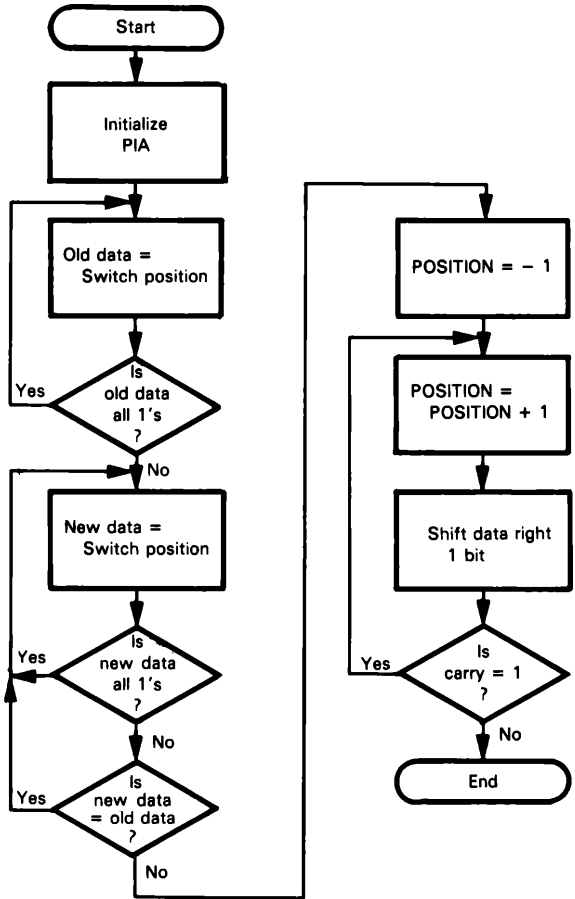 Start
Initialize
PIA
Old data =
Switch position
Is
old data
all 1's
?
Yes
No
New data =
Switch position
Is
new data
all 1's
?
Yes
No
Is
new data
= old data
?
Yes
No
POSITION = - 1
POSITION =
POSITION + 1
Shift data right
1 bit
Is
carry = 1
?
Yes
No
End